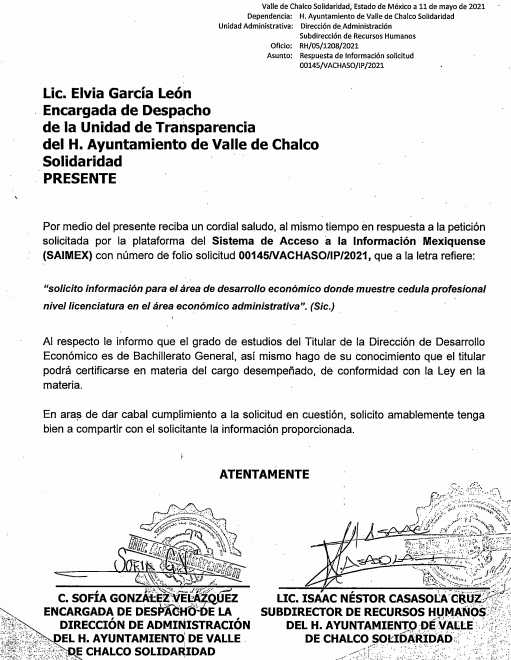 Valle de Chalco Solidaridad, Estado de México a 11 de mayo de 2021
Dependencia: H. Ayuntamiento de Valle de Chalco Solidaridad
Unidad Administrativa: Dirección de Administración
Subdirección de Recursos Humanos
Oficio: RH/05/1208/2021
Asunto: Respuesta de Información solicitud
00145/VACHASO/IP/2021
Lic. Elvia García León
Encargada de Despacho
de la Unidad de Transparencia
del H. Ayuntamiento de Valle de Chalco
Solidaridad
PRESENTE
Por medio del presente reciba un cordial saludo, al mismo tiempo en respuesta a la petición
solicitada por la plataforma del Sistema de Acceso a la Información Mexiquense
(SAIMEX) con número de folio solicitud 00145/VACHASO/IP/2021, que a la letra refiere:
“solicito información para el área de desarrollo económico donde muestre cedula profesional
nivel licenciatura en el área económico administrativa”. (Sic.)
Al respecto le informo que el grado de estudios del Titular de la Dirección de Desarrollo
Económico es de Bachillerato General, así mismo hago de su conocimiento que el titular
podrá certificarse en materia del cargo desempeñado, de conformidad con la Ley en la
materia.
En aras de dar cabal cumplimiento a la solicitud en cuestión, solicito amablemente tenga
bien a compartir con el solicitante la información proporcionada.
ATENTAMENTE
SOFIA G V
ISAAC
CASASOLA
C. SOFÍA GONZÁLEZ VELÁZQUEZ
ENCARGADA DE DESPACHO DE LA
DIRECCIÓN DE ADMINISTRACIÓN
DEL H. AYUNTAMIENTO DE VALLE
DE CHALCO SOLIDARIDAD
LIC. ISAAC NÉSTOR CASASOLA CRUZ
SUBDIRECTOR DE RECURSOS HUMANOS
DEL H. AYUNTAMIENTO DE VALLE
DE CHALCO SOLIDARIDAD